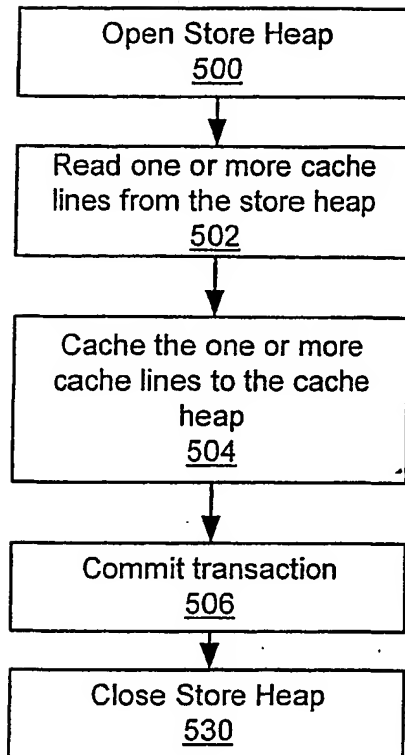 Open Store Heap
500
Read one or more cache
lines from the store heap
502
Cache the one or more
cache lines to the cache
heap
504
Commit transaction
506
Close Store Heap
530